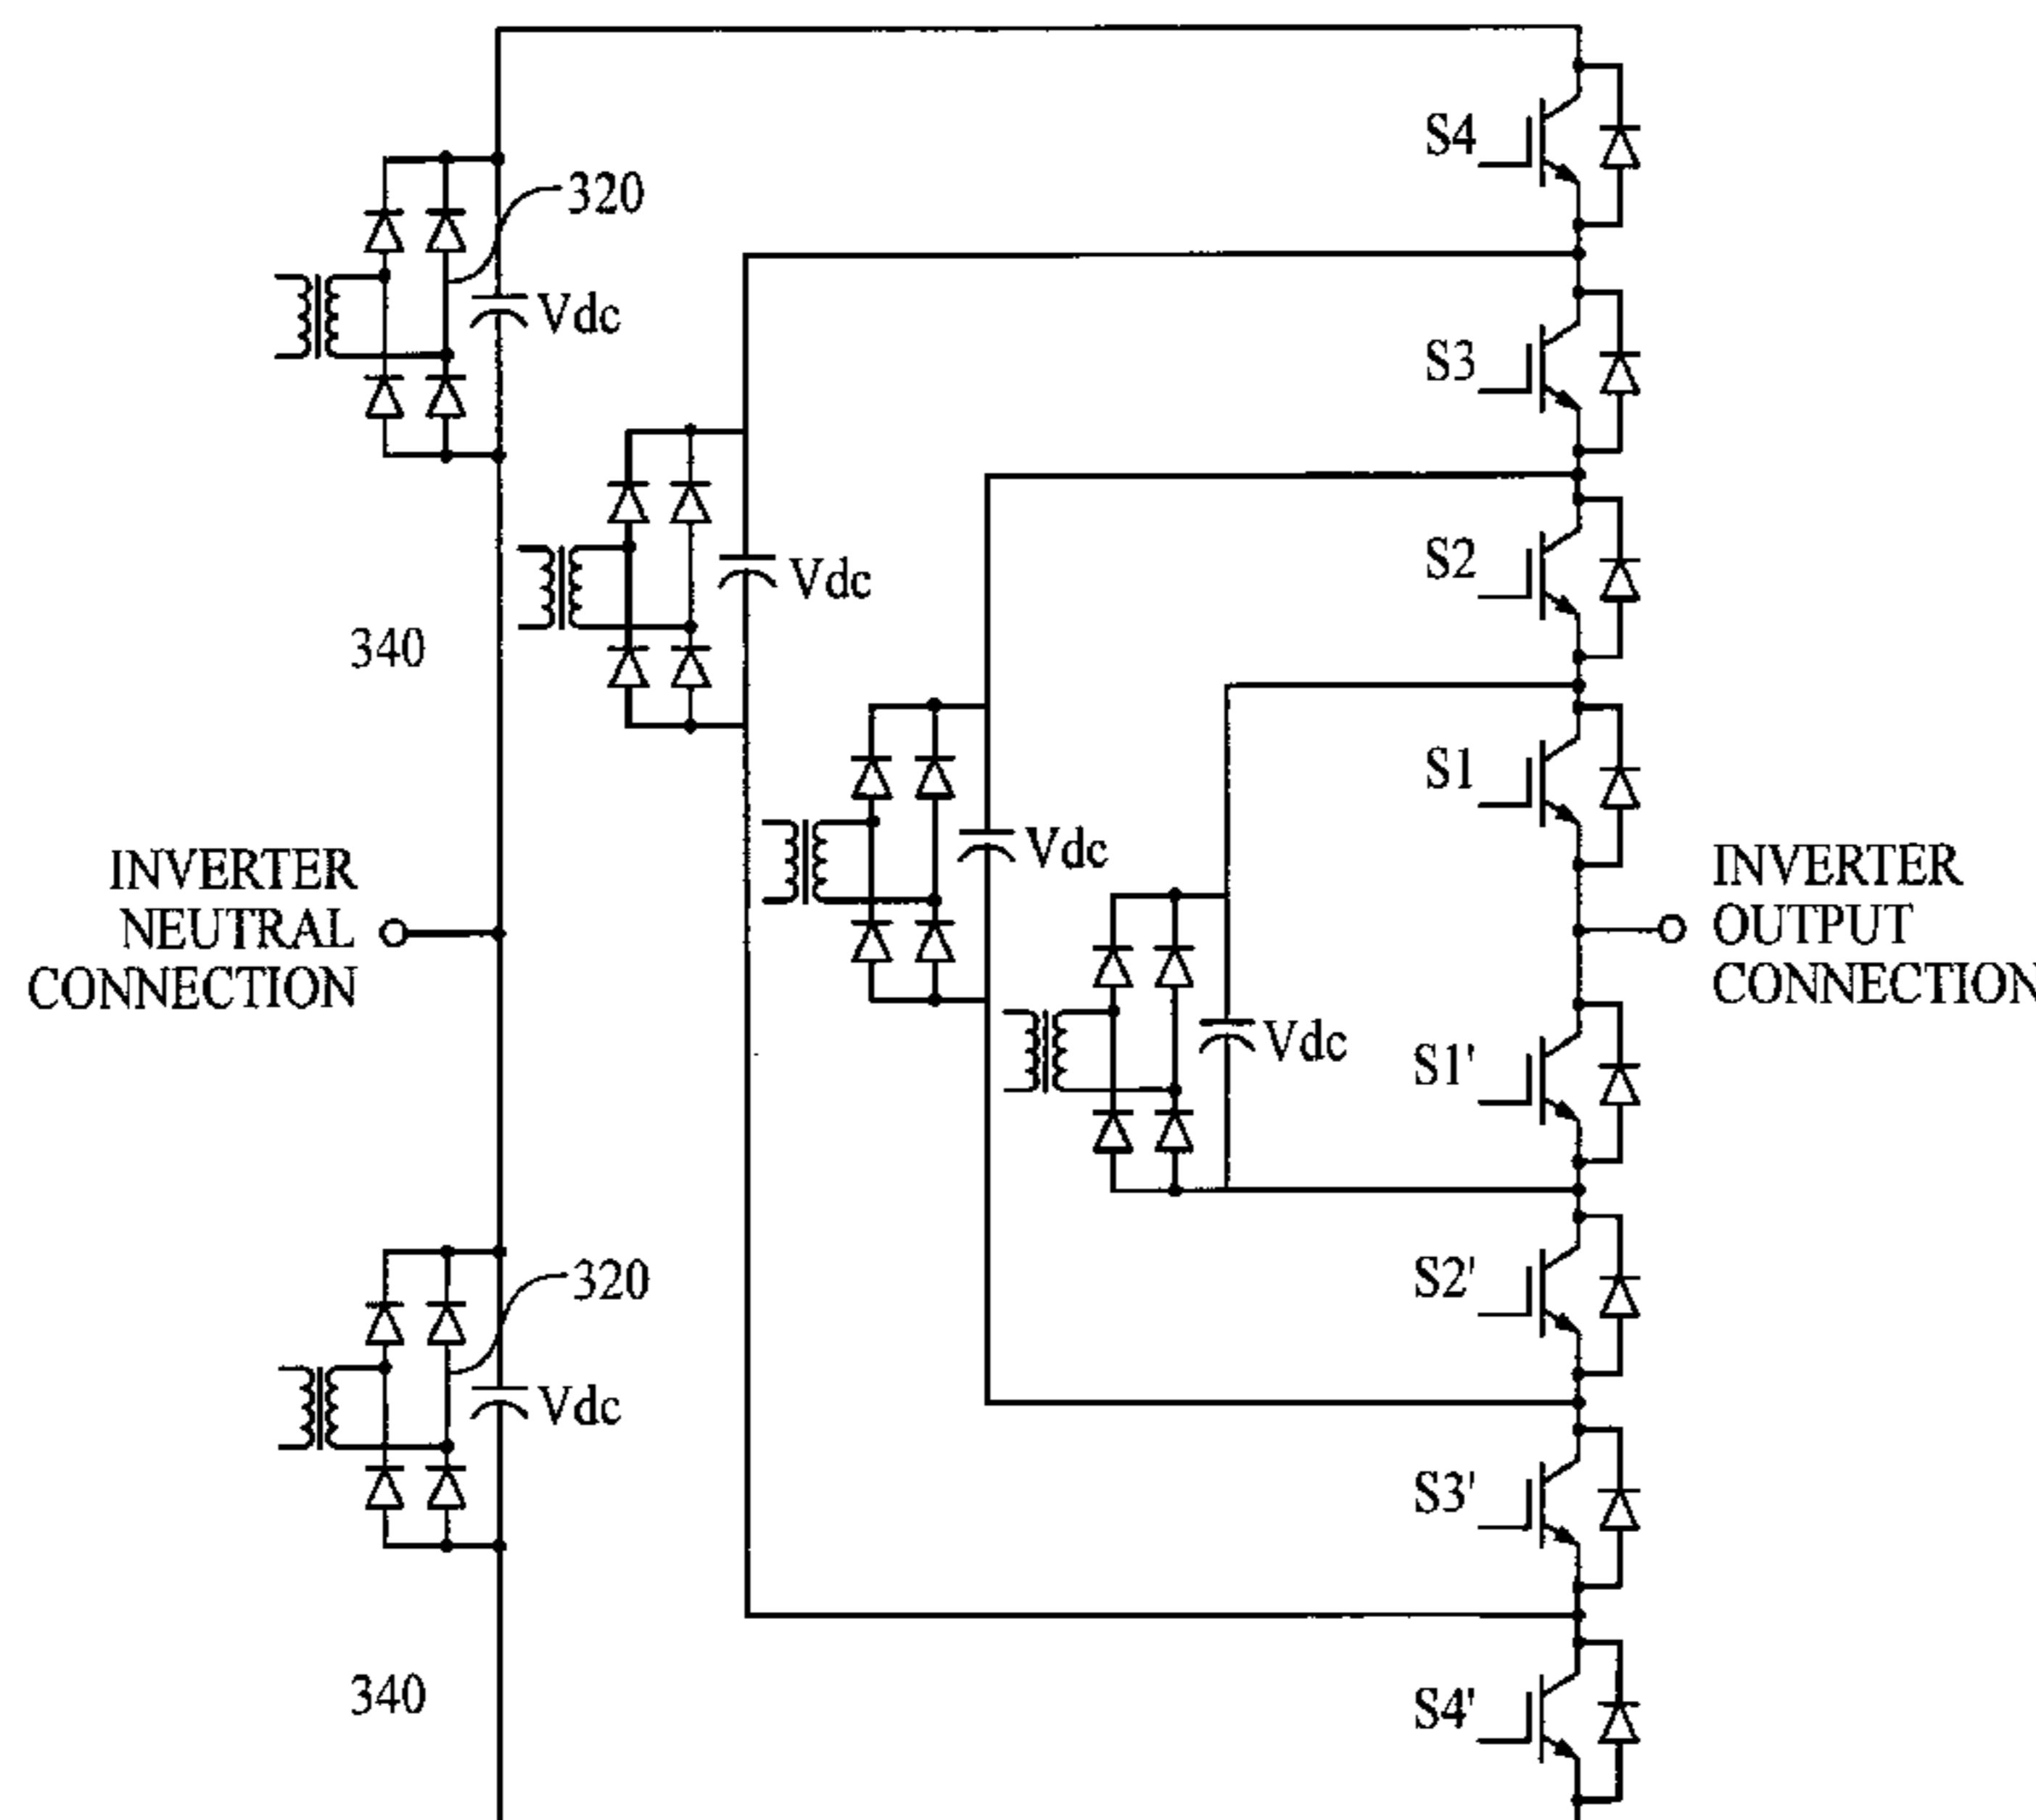 S4
320
Vdc
S3
Vdc
S2
340
S1
Vdc
INVERTER
NEUTRAL
CONNECTION
INVERTER
OUTPUT
CONNECTION
Vdc
S1'
S2'
320
Vdc
S3'
340
S4'